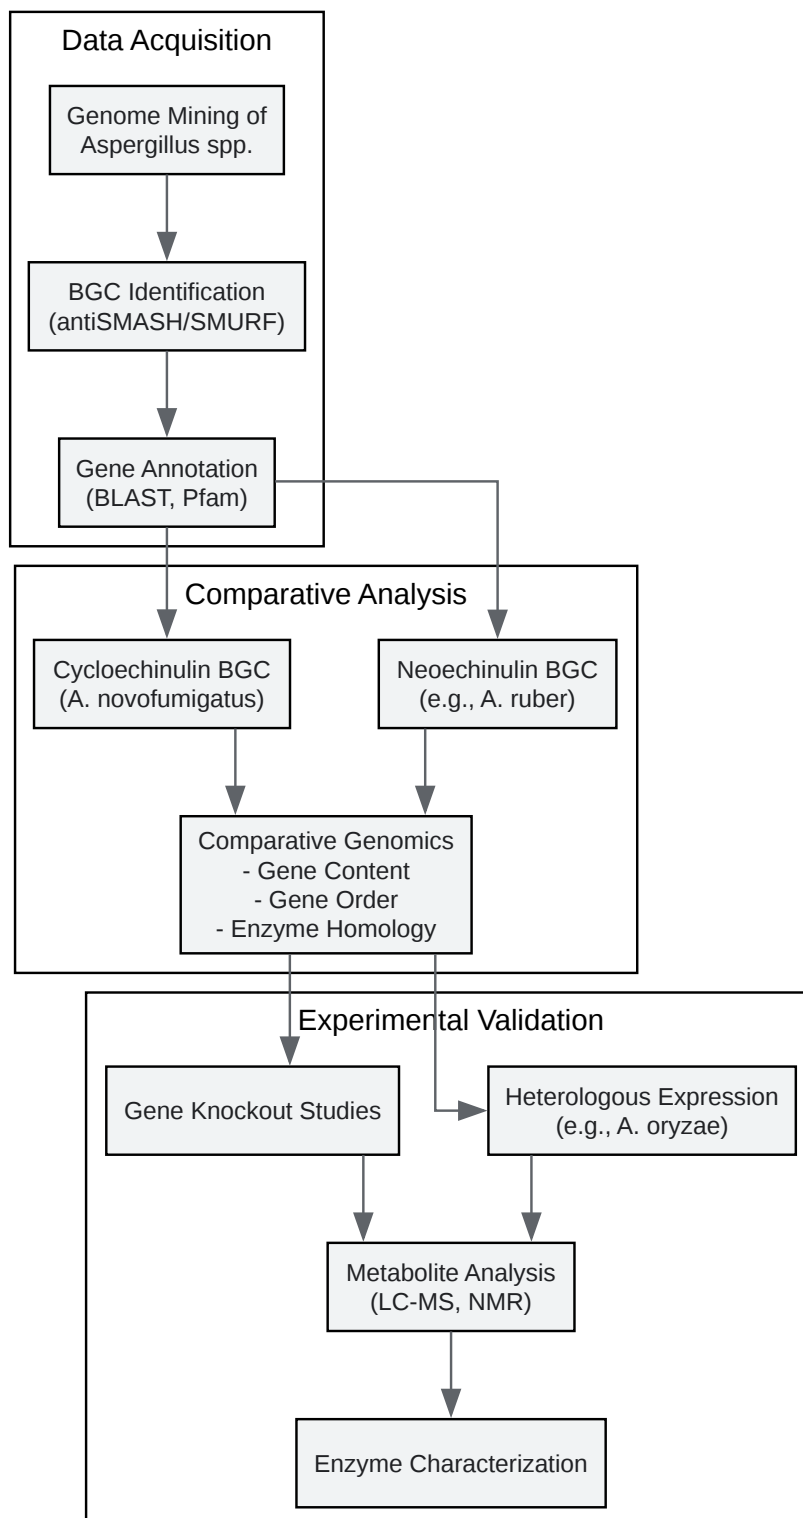 Data Acquisition
Genome Mining of
Aspergillus spp.
BGC Identification
(antiSMASH/SMURF)
Gene Annotation
(BLAST, Pfam)
Comparative Analysis
Cycloechinulin BGC
(A. novofumigatus)
Neoechinulin BGC
(e.g., A. ruber)
Comparative Genomics
- Gene Content
- Gene Order
- Enzyme Homology
Experimental Validation
Gene Knockout Studies
Heterologous Expression
(e.g., A. oryzae)
Metabolite Analysis
(LC-MS, NMR)
Enzyme Characterization